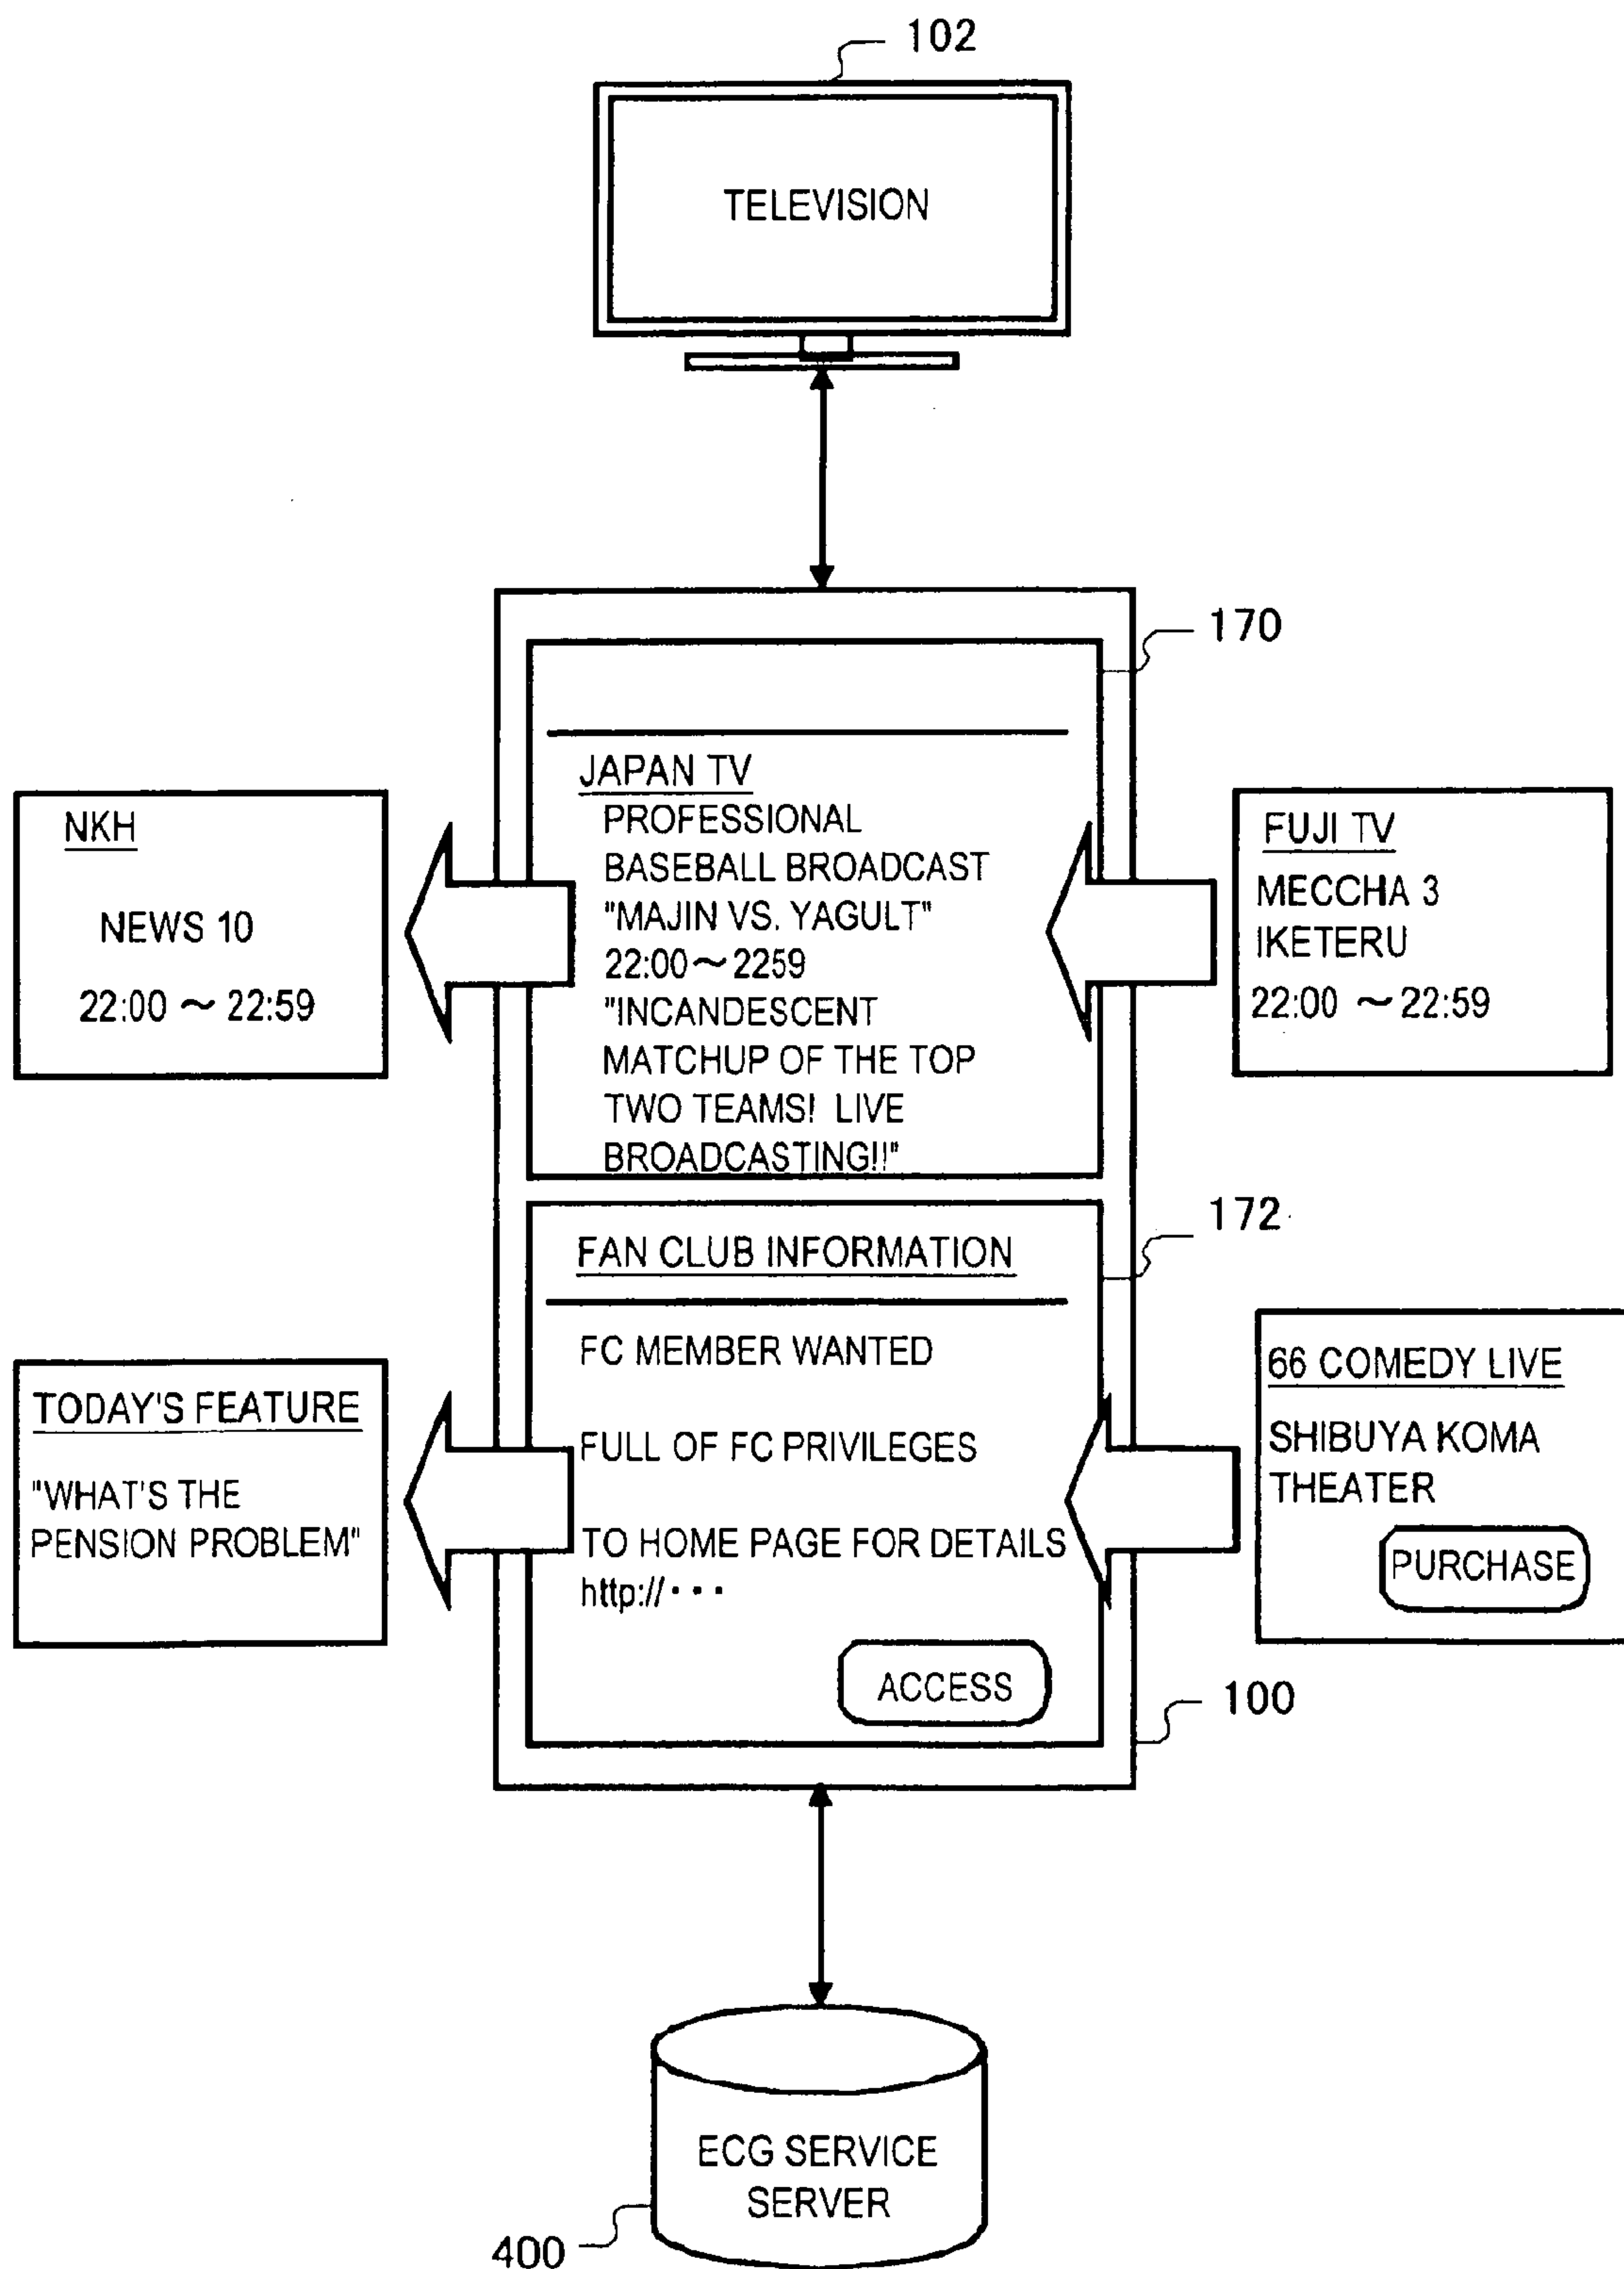 102
TELEVISION
170
JAPAN TV
PROFESSIONAL
BASEBALL BROADCAST
"MAJIN VS. YAGULT"
22:00～2259
"INCANDESCENT
MATCHUP OF THE TOP
TWO TEAMS! LIVE
BROADCASTING!!"
NKH
NEWS 10
22:00 ～ 22:59
FUJI TV
MECCHA 3
IKETERU
22:00 ～22:59
172
FAN CLUB INFORMATION
FC MEMBER WANTED
FULL OF FC PRIVILEGES
TO HOME PAGE FOR DETAILS
http://・・・
ACCESS
TODAY'S FEATURE
"WHAT'S THE
PENSION PROBLEM"
66 COMEDY LIVE
SHIBUYA KOMA
THEATER
PURCHASE
100
ECG SERVICE
SERVER
400